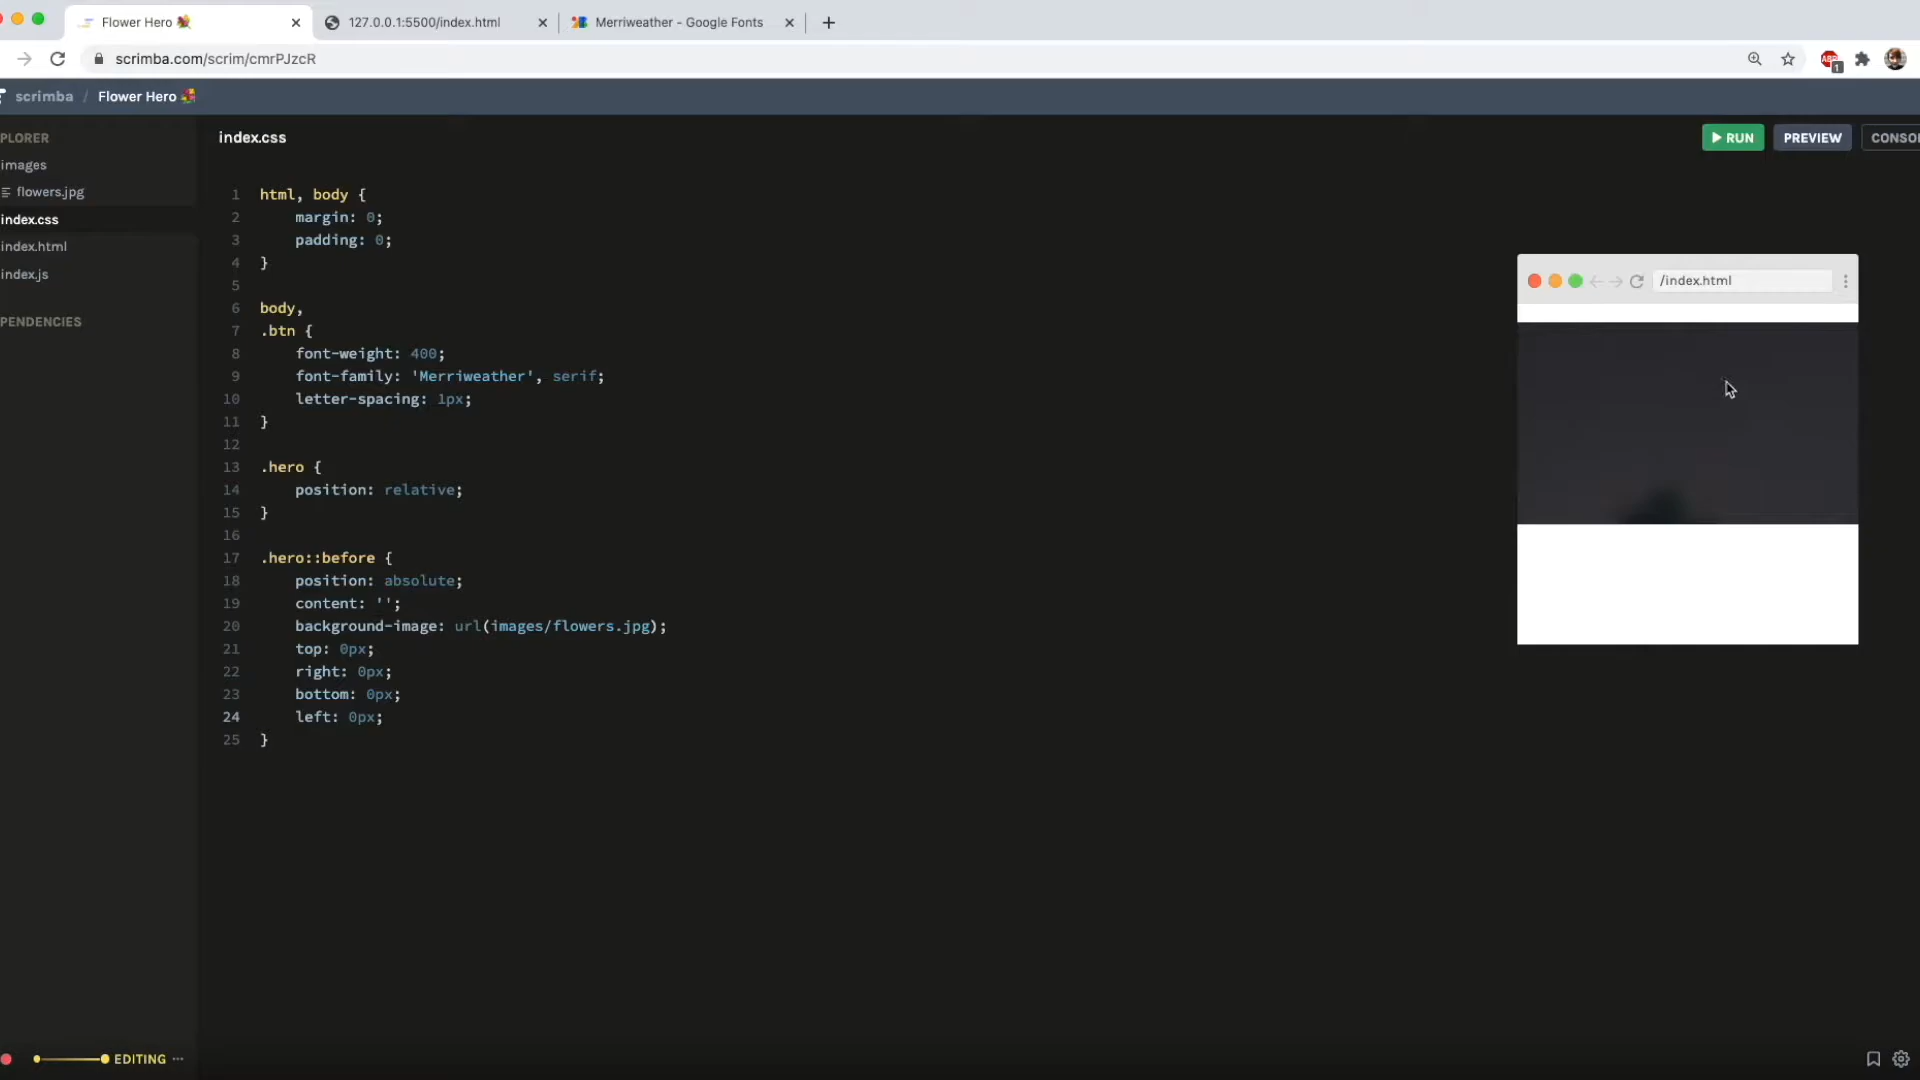 Flower Hero
127.0.0.1:5500/index.html
Merriweather - Google Fonts
scrimba.com/scrim/cmrPJzcR
1
scrimba / Flower Hero
PLORER
images
flowers.jpg
index.css
index.html
index.js
PENDENCIES
index.css
RUN
PREVIEW
CONSO
1 html, body {
2 margin: 0;
3 padding: 0;
4 }
5
6 body,
7 .btn {
8 font-weight: 400;
9 font-family: 'Merriweather', serif;
10 letter-spacing: 1px;
11 }
12
13 .hero {
14 position: relative;
15 }
16
17 .hero::before {
18 position: absolute;
19 content: '';
20 background-image: url(images/flowers.jpg);
21 top: 0px;
22 right: 0px;
23 bottom: 0px;
24 left: 0px;
25 }
/index.html
EDITING ···